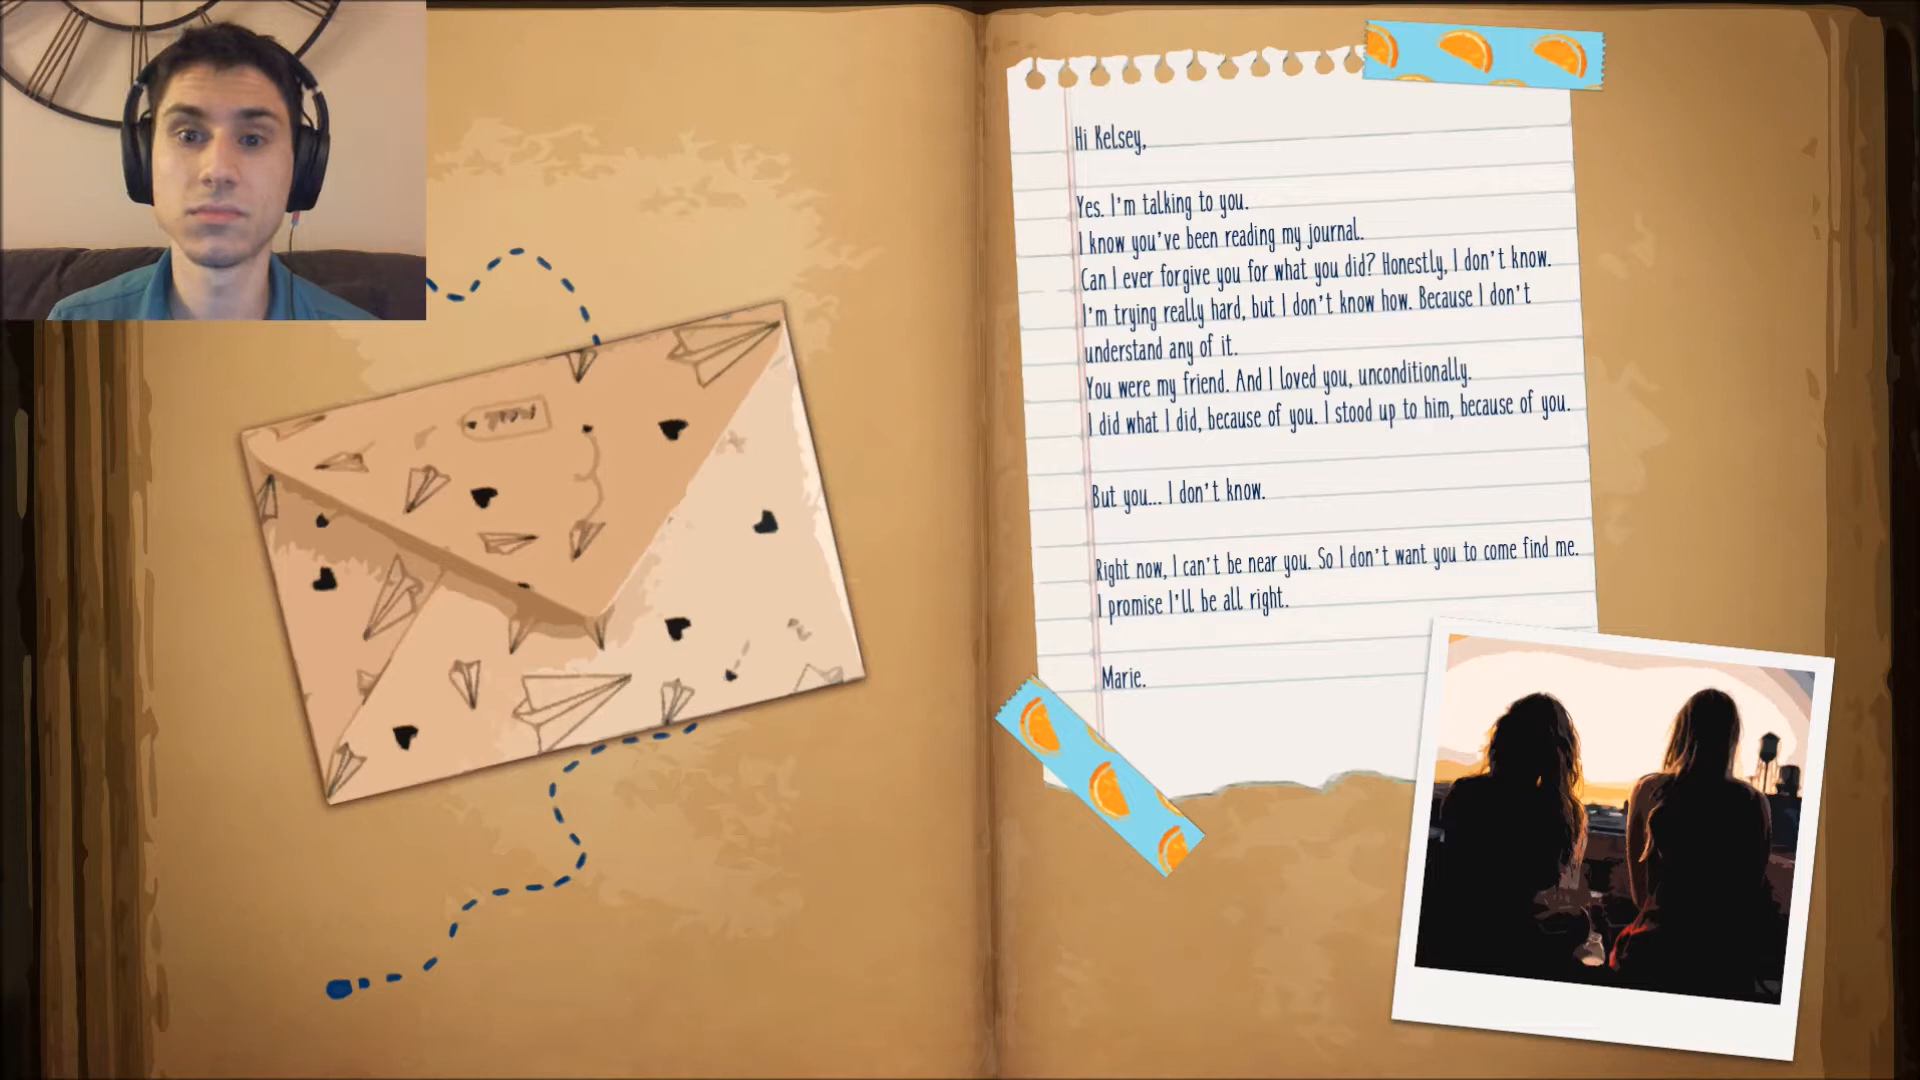 Hi Kelsey,
Yes. I'm talking to you.
I know you've been reading my journal.
Can I ever forgive you for what you did? Honestly, I don't know.
I'm trying really hard, but I don't know how. Because I don't
understand any of it.
You were my friend. And I loved you, unconditionally.
I did what I did, because of you. I stood up to him, because of you.
But you... I don't know.
Right now, I can't be near you. So I don't want you to come find me.
I promise I'll be all right.
Marie.